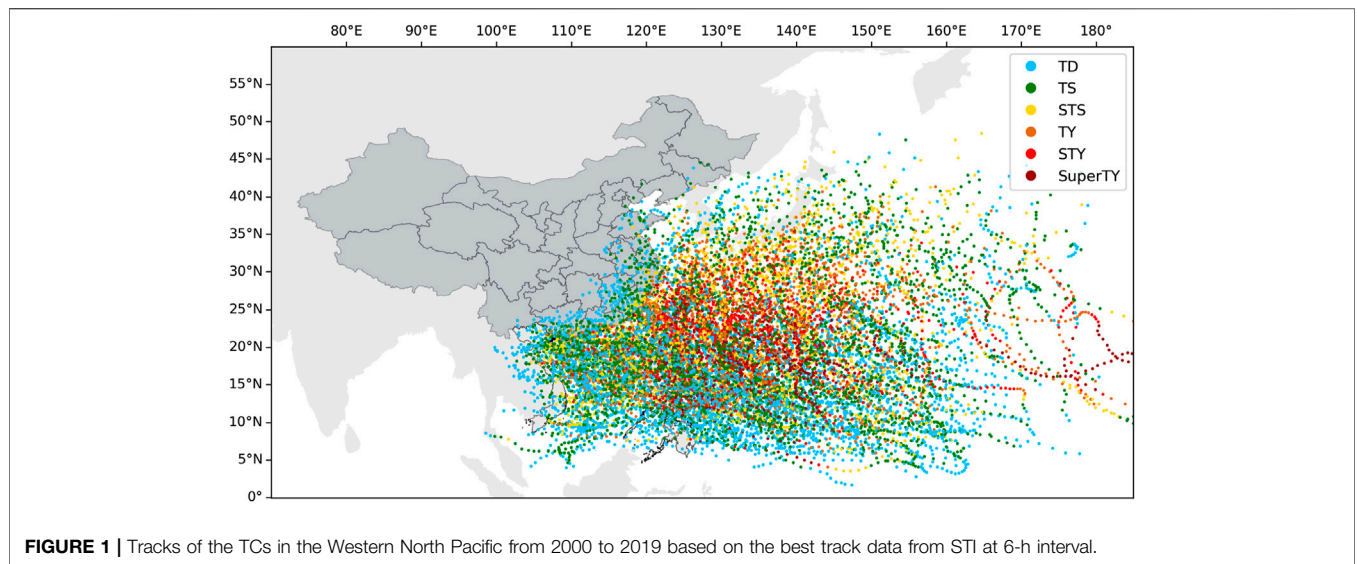 80°E 90°E 100°E 110°E 120°E 130°E 140°E 150°E 160°E 170°E 180°
55°N
50°N
45°N
40°N
35°N
30°N
25°N
20°N
15°N
10°N
5°N
0°
TD
TS
STS
TY
STY
SuperTY
FIGURE 1 | Tracks of the TCs in the Western North Pacific from 2000 to 2019 based on the best track data from STI at 6-h interval.